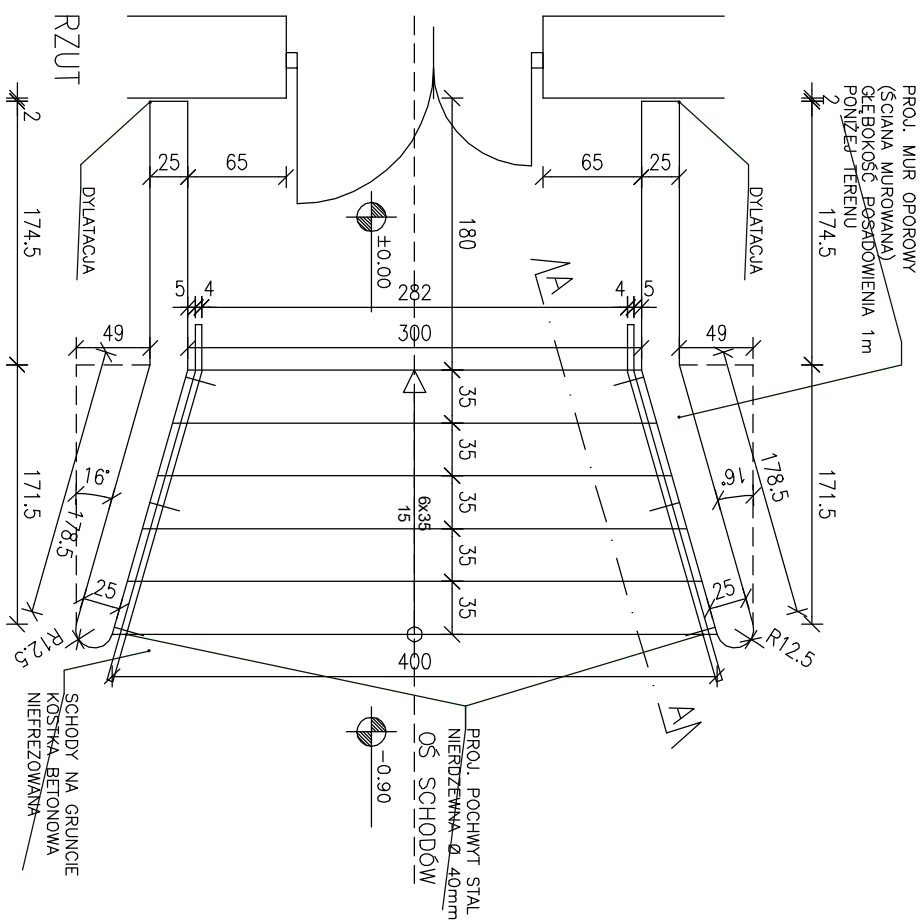 PROJ. MUR OPOROWY
(ŚCIANA MUROWANA)
GŁĘBOKOŚĆ POSADOWIENIA 1m
PONIŻEJ TERENU
2
174.5
171.5
DYLATACJA
25
65
49
178.5
16°
25
R12.5
A
A
180
±0.00
5
4
282
4
5
300
35
35
35
35
35
6x35
15
400
-0.90
OŚ SCHODÓW
PROJ. POCHWYT STAL
NIERDZEWNA Ø 40mm
RZUT
65
25
DYLATACJA
49
16°
178.5
25
R12.5
2
174.5
171.5
SCHODY NA GRUNCIE
KOSTKA BETONOWA
NIEFREZOWANA